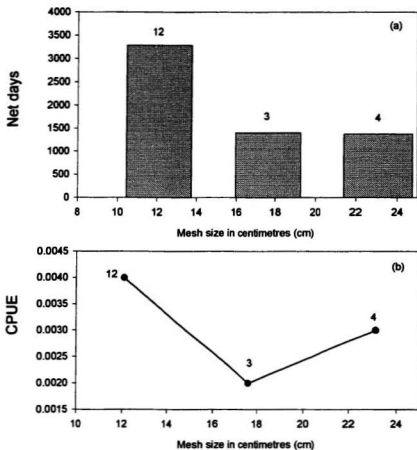 (a)
4000
3500
3000
2500
2000
1500
1000
500
0
Net days
12
3
4
8 10 12 14 16 18 20 22 24
Mesh size in centimetres (cm)
(b)
0.0045
0.0040
0.0035
0.0030
0.0025
0.0020
0.0015
CPUE
12
3
4
10 12 14 16 18 20 22 24
Mesh size in centimetres (cm)